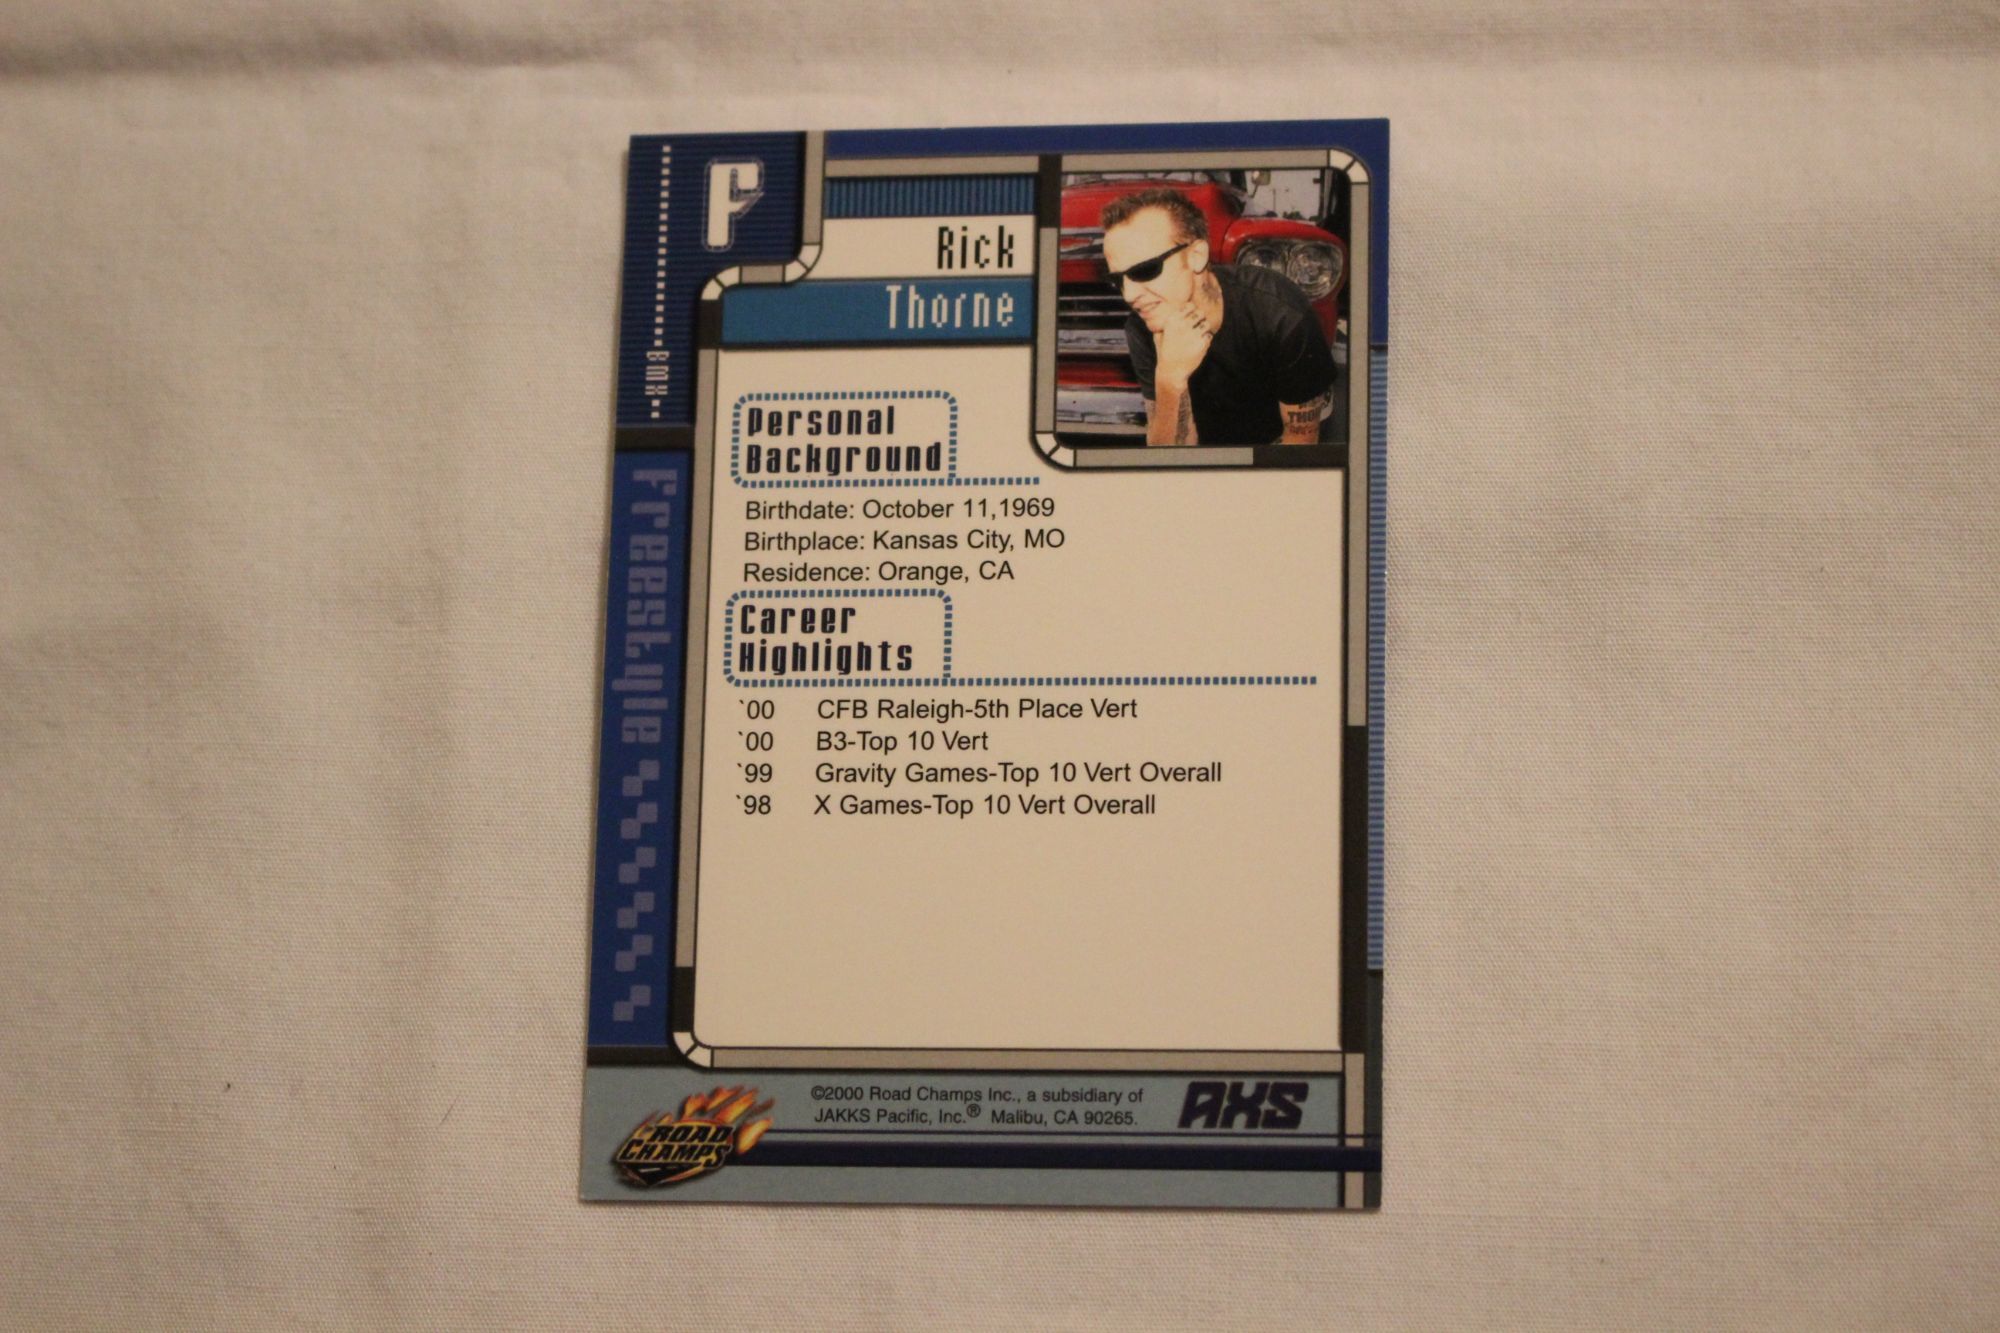 BMX
Freestyle
Rick
Thorne
Personal
Background
Birthdate: October 11,1969
Birthplace: Kansas City, MO
Residence: Orange, CA
Career
Highlights
`00 CFB Raleigh-5th Place Vert
`00 B3-Top 10 Vert
`99 Gravity Games-Top 10 Vert Overall
`98 X Games-Top 10 Vert Overall
ROAD
CHAMPS
©2000 Road Champs Inc., a subsidiary of
JAKKS Pacific, Inc.® Malibu, CA 90265.
AXS